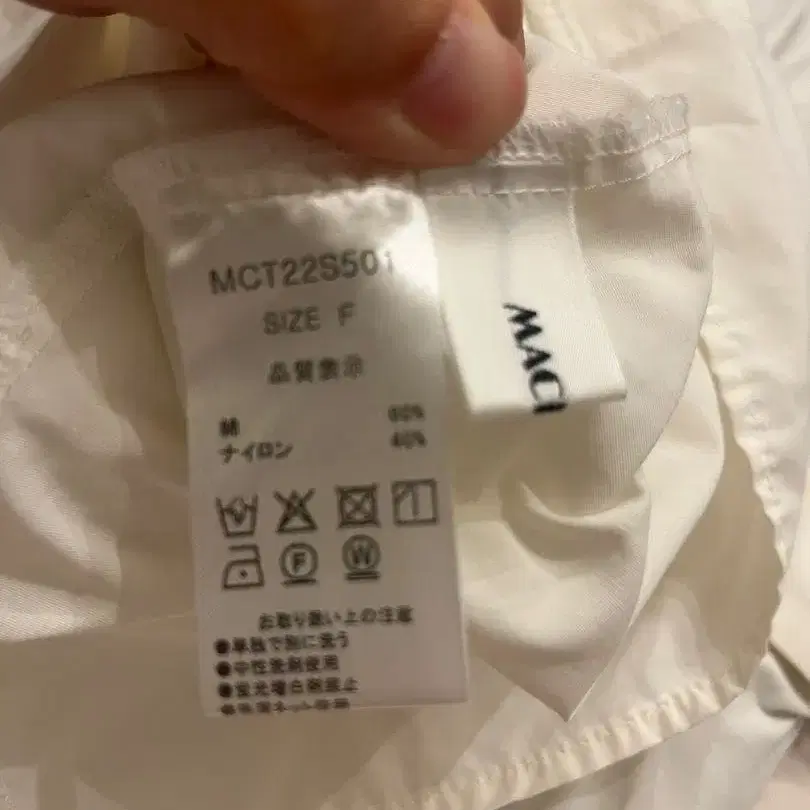 MCT22S501
SIZE F
品質表示
綿 60%
ナイロン 40%
F W
お取り扱い上の注意
●単独で別に洗う
●中性洗剤使用
●蛍光増白剤禁止
MACI